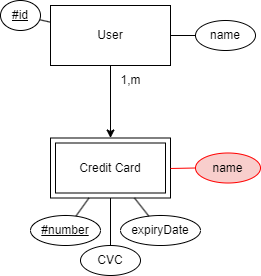 #id
User
name
1,m
Credit Card
name
#number
expiryDate
CVC